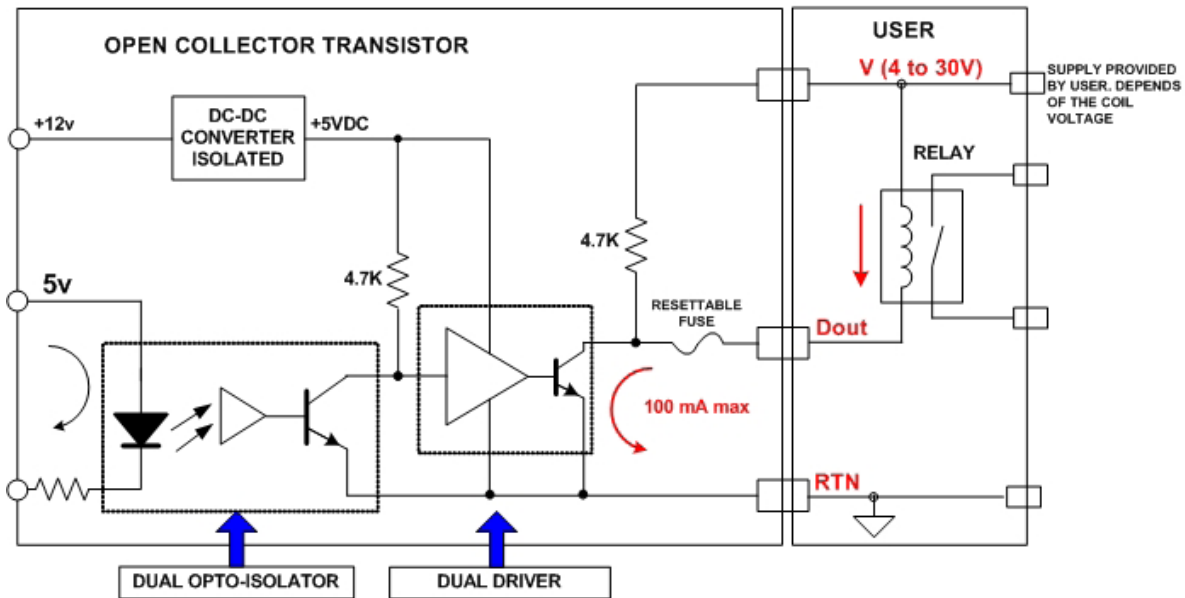 OPEN COLLECTOR TRANSISTOR
USER
V (4 to 30V)
SUPPLY PROVIDED
BY USER. DEPENDS
OF THE COIL
VOLTAGE
+12v
DC-DC
CONVERTER
ISOLATED
+5VDC
RELAY
4.7K
4.7K
5v
RESETTABLE
FUSE
Dout
100 mA max
RTN
DUAL OPTO-ISOLATOR
DUAL DRIVER